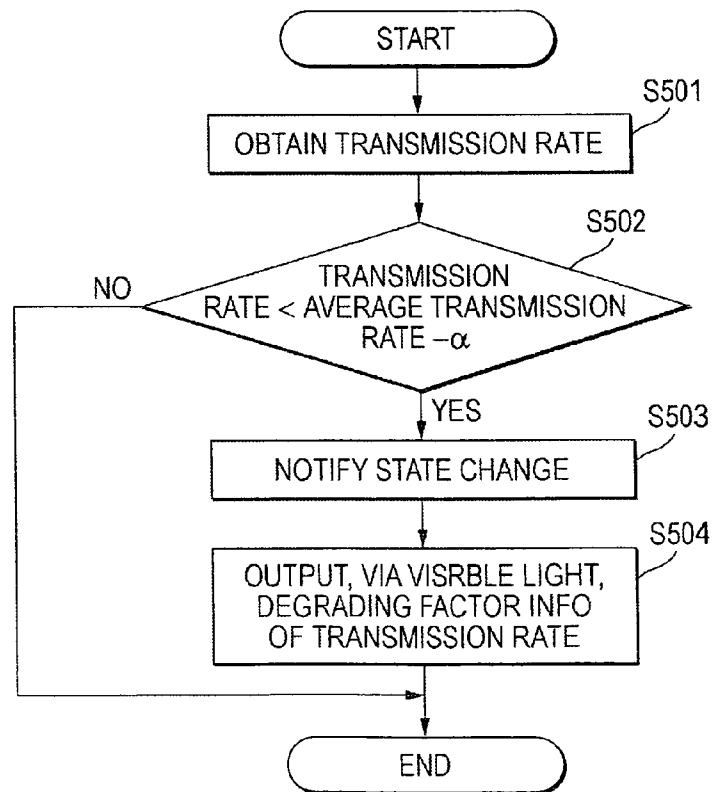 START
S501
OBTAIN TRANSMISSION RATE
S502
TRANSMISSION
RATE < AVERAGE TRANSMISSION
RATE –α
NO
YES
S503
NOTIFY STATE CHANGE
S504
OUTPUT, VIA VISRBLE LIGHT,
DEGRADING FACTOR INFO
OF TRANSMISSION RATE
END